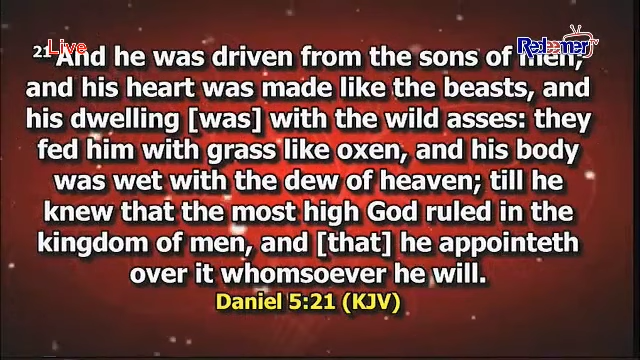 Live
Redeemer TV
21 And he was driven from the sons of men,
and his heart was made like the beasts, and
his dwelling [was] with the wild asses: they
fed him with grass like oxen, and his body
was wet with the dew of heaven; till he
knew that the most high God ruled in the
kingdom of men, and [that] he appointeth
over it whomsoever he will.
Daniel 5:21 (KJV)